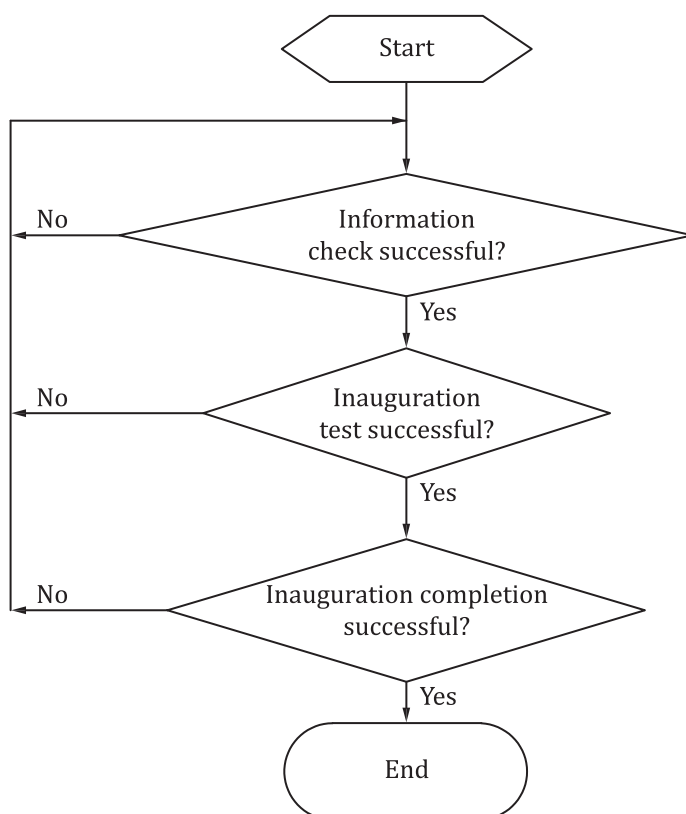 Start
Information
check successful?
No
Yes
Inauguration
test successful?
No
Yes
Inauguration completion
successful?
No
Yes
End